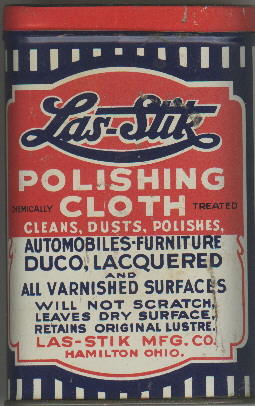 Las-Stik
POLISHING
CHEMICALLY CLOTH TREATED
CLEANS, DUSTS, POLISHES,
AUTOMOBILES-FURNITURE
DUCO, LACQUERED
AND
ALL VARNISHED SURFACES
WILL NOT SCRATCH,
LEAVES DRY SURFACE,
RETAINS ORIGINAL LUSTRE.
LAS-STIK MFG. CO.
HAMILTON OHIO.